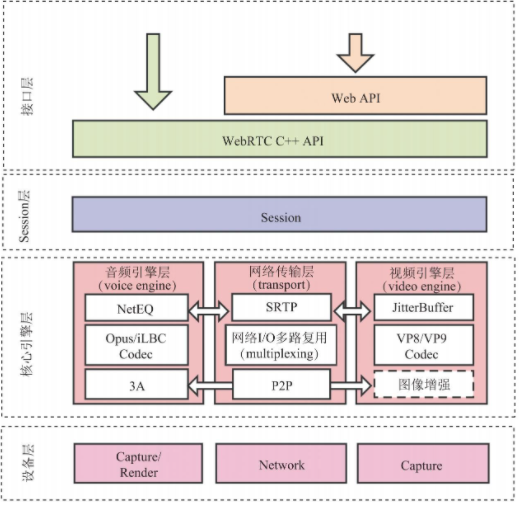 接口层
Web API
WebRTC C++ API
Session层
Session
核心引擎层
音频引擎层
(voice engine)
NetEQ
Opus/iLBC
Codec
3A
网络传输层
(transport)
SRTP
网络I/O多路复用
(multiplexing)
P2P
视频引擎层
(video engine)
JitterBuffer
VP8/VP9
Codec
图像增强
设备层
Capture/
Render
Network
Capture